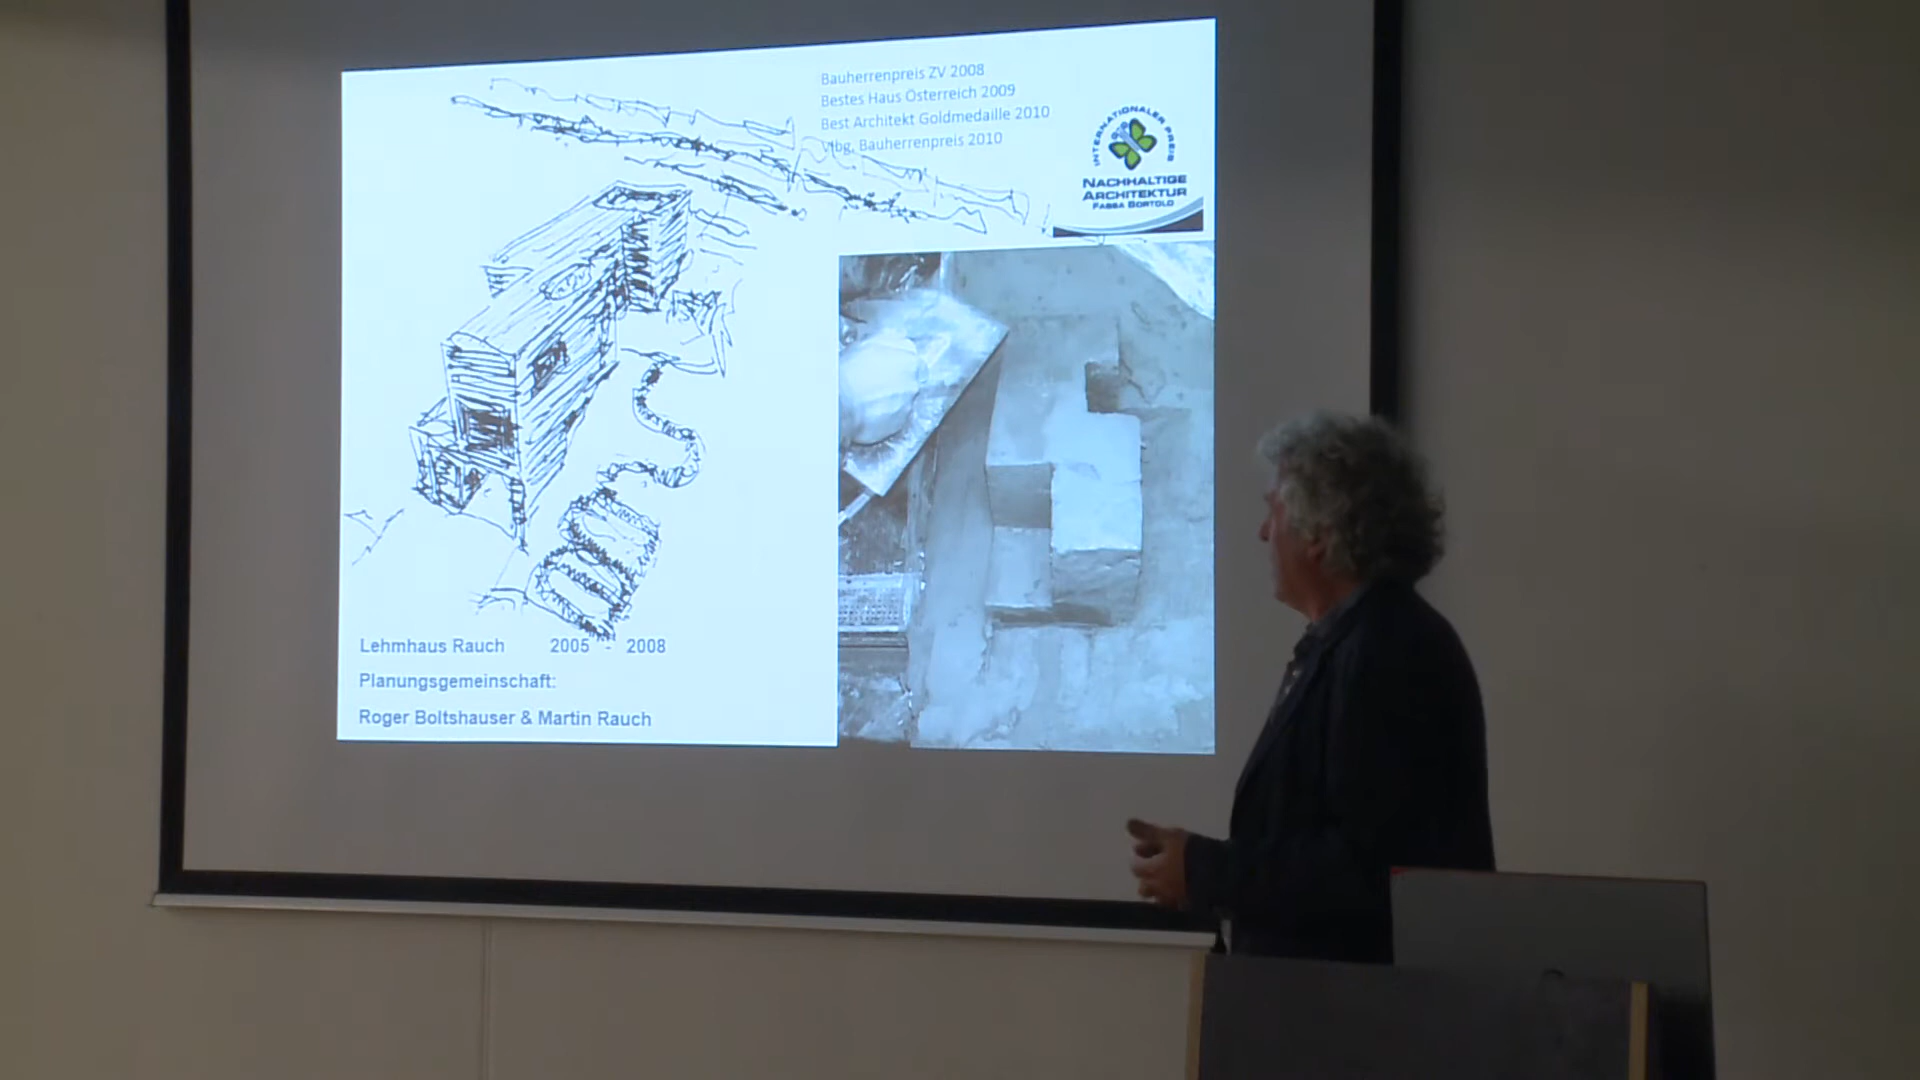 Bauherrenpreis ZV 2008
Bestes Haus Österreich 2009
Best Architekt Goldmedaille 2010
Vlbg. Bauherrenpreis 2010
INTERNATIONALER PREIS
NACHHALTIGE
ARCHITEKTUR
FASSA BORTOLO
Lehmhaus Rauch 2005 - 2008
Planungsgemeinschaft:
Roger Boltshauser & Martin Rauch